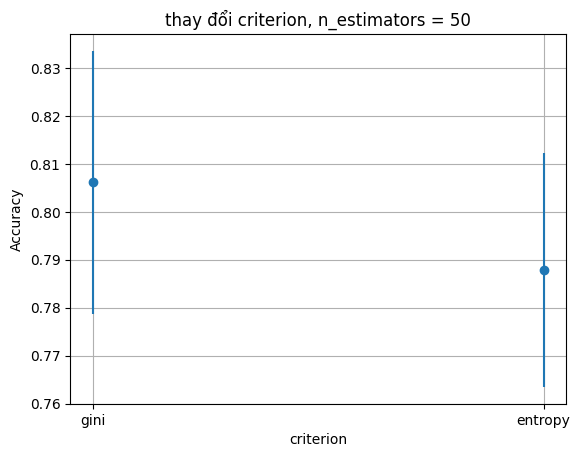 thay đổi criterion, n_estimators = 50
0.83
0.82
0.81
0.80
0.79
0.78
0.77
0.76
Accuracy
gini
entropy
criterion